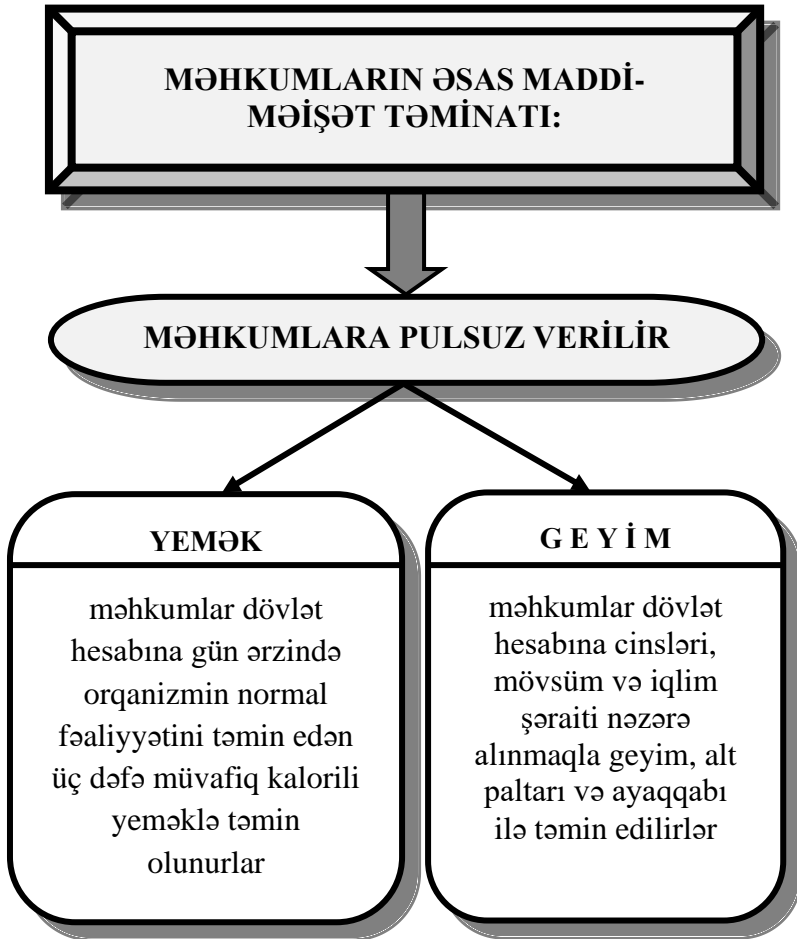 MƏHKUMLARIN ƏSAS MADDİ-
MƏİŞƏT TƏMİNATI:
MƏHKUMLARA PULSUZ VERİLİR
YEMƏK
məhkumlar dövlət
hesabına gün ərzində
orqanizmin normal
fəaliyyətini təmin edən
üç dəfə müvafiq kalorili
yeməklə təmin
olunurlar
G E Y İ M
məhkumlar dövlət
hesabına cinsləri,
mövsüm və iqlim
şəraiti nəzərə
alınmaqla geyim, alt
paltarı və ayaqqabı
ilə təmin edilirlər